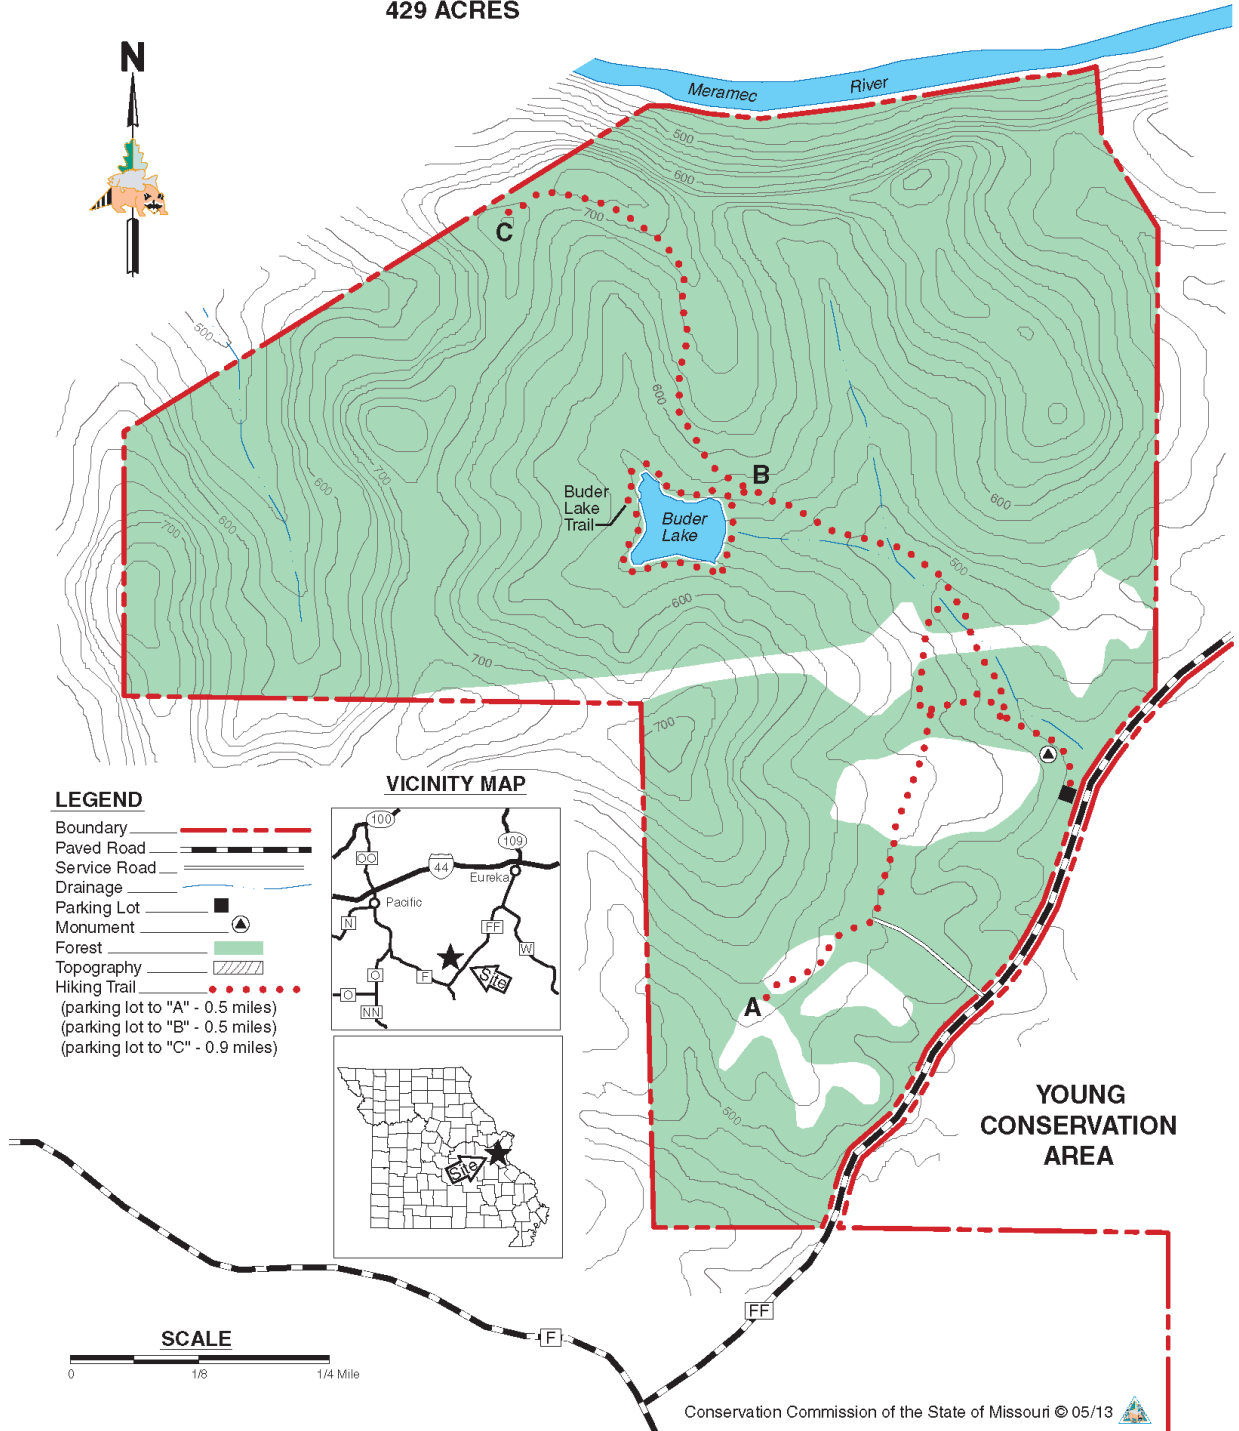 429 ACRES
N
Meramec
River
500
600
700
C
500
600
B
Buder
Lake
Trail
Buder
Lake
700
600
600
700
600
500
600
700
700
VICINITY MAP
LEGEND
Boundary
Paved Road
Service Road
Drainage
Parking Lot
Monument
Forest
Topography
Hiking Trail
(parking lot to "A" - 0.5 miles)
(parking lot to "B" - 0.5 miles)
(parking lot to "C" - 0.9 miles)
100
109
OO
44
Eureka
Pacific
N
FF
W
O
F
Site
O
NN
A
500
Site
YOUNG
CONSERVATION
AREA
FF
F
SCALE
0 1/8 1/4 Mile
Conservation Commission of the State of Missouri © 05/13